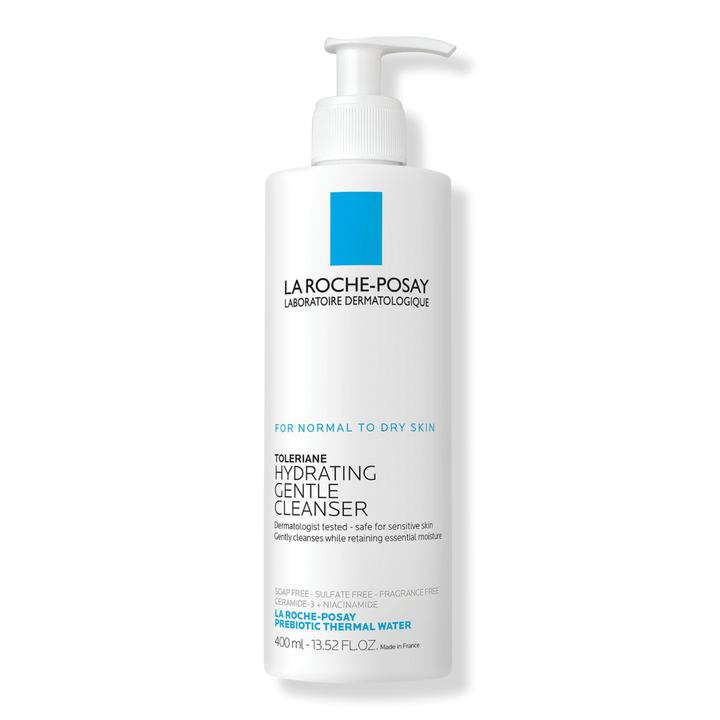 LA ROCHE-POSAY
LABORATOIRE DERMATOLOGIQUE
FOR NORMAL TO DRY SKIN
TOLERIANE
HYDRATING
GENTLE
CLEANSER
Dermatologist tested - safe for sensitive skin
Gently cleanses while retaining essential moisture
SOAP FREE - SULFATE FREE - FRAGRANCE FREE
CERAMIDE-3 + NIACINAMIDE
LA ROCHE-POSAY
PREBIOTIC THERMAL WATER
400 ml - 13.52 FL.OZ. Made in France